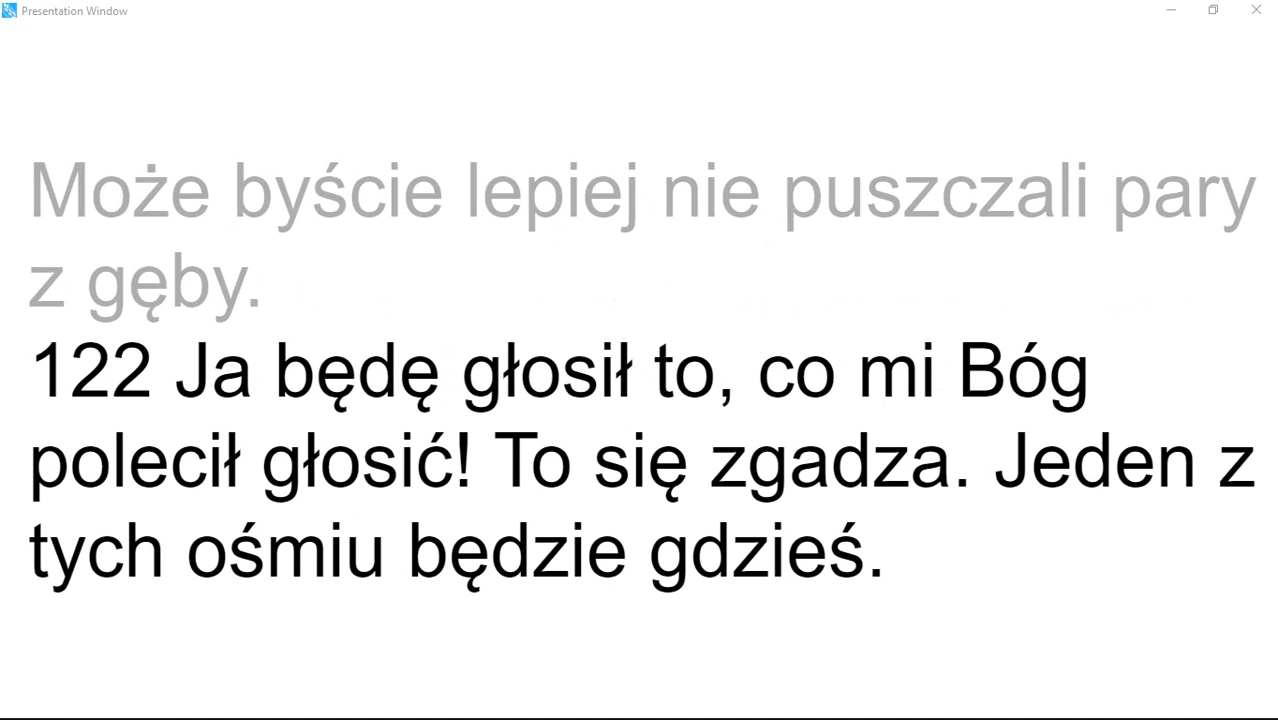 Presentation Window
Może byście lepiej nie puszczali pary
z gęby.
122 Ja będę głosił to, co mi Bóg
polecił głosić! To się zgadza. Jeden z
tych ośmiu będzie gdzieś.